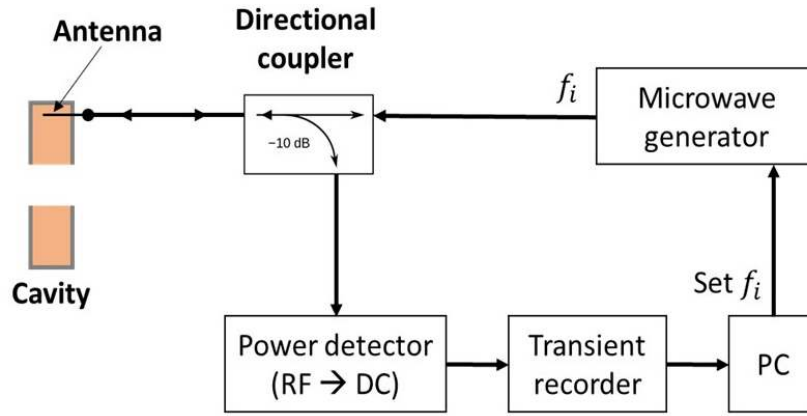 Antenna
Directional
coupler
−10 dB
f_i
Microwave
generator
Cavity
Set f_i
Power detector
(RF → DC)
Transient
recorder
PC